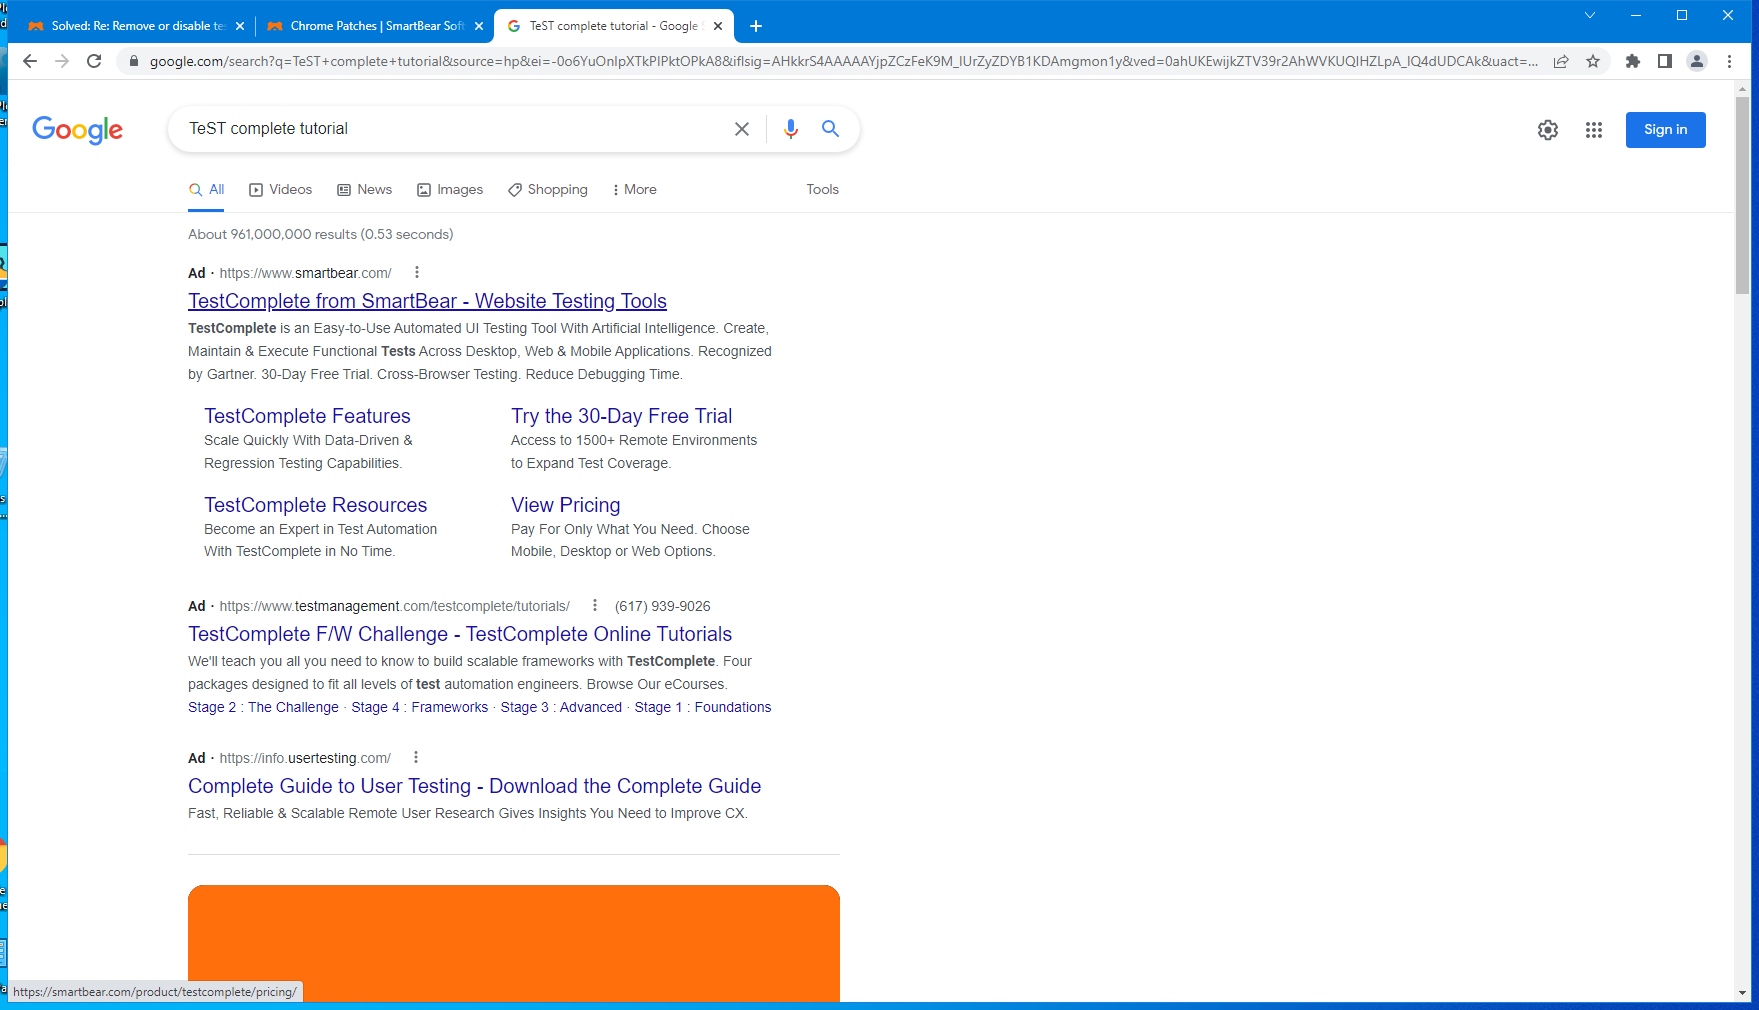 Solved: Re: Remove or disable te
Chrome Patches | SmartBear Soft
TeST complete tutorial - Google S
google.com/search?q=TeST+complete+tutorial&source=hp&ei=-0o6YuOnIpXTkPIPktOPkA8&iflsig=AHkkrS4AAAAAYjpZCzFeK9M_IUrZyZDYB1KDAmgmon1y&ved=0ahUKEwijkZTV39r2AhWVKUQIHZLpA_IQ4dUDCAk&uact=...
Google
TeST complete tutorial
Sign in
All
Videos
News
Images
Shopping
More
Tools
About 961,000,000 results (0.53 seconds)
Ad · https://www.smartbear.com/
TestComplete from SmartBear - Website Testing Tools
TestComplete is an Easy-to-Use Automated UI Testing Tool With Artificial Intelligence. Create,
Maintain & Execute Functional Tests Across Desktop, Web & Mobile Applications. Recognized
by Gartner. 30-Day Free Trial. Cross-Browser Testing. Reduce Debugging Time.
TestComplete Features
Scale Quickly With Data-Driven &
Regression Testing Capabilities.
Try the 30-Day Free Trial
Access to 1500+ Remote Environments
to Expand Test Coverage.
TestComplete Resources
Become an Expert in Test Automation
With TestComplete in No Time.
View Pricing
Pay For Only What You Need. Choose
Mobile, Desktop or Web Options.
Ad · https://www.testmanagement.com/testcomplete/tutorials/ (617) 939-9026
TestComplete F/W Challenge - TestComplete Online Tutorials
We'll teach you all you need to know to build scalable frameworks with TestComplete. Four
packages designed to fit all levels of test automation engineers. Browse Our eCourses.
Stage 2 : The Challenge · Stage 4 : Frameworks · Stage 3 : Advanced · Stage 1 : Foundations
Ad · https://info.usertesting.com/
Complete Guide to User Testing - Download the Complete Guide
Fast, Reliable & Scalable Remote User Research Gives Insights You Need to Improve CX.
https://smartbear.com/product/testcomplete/pricing/